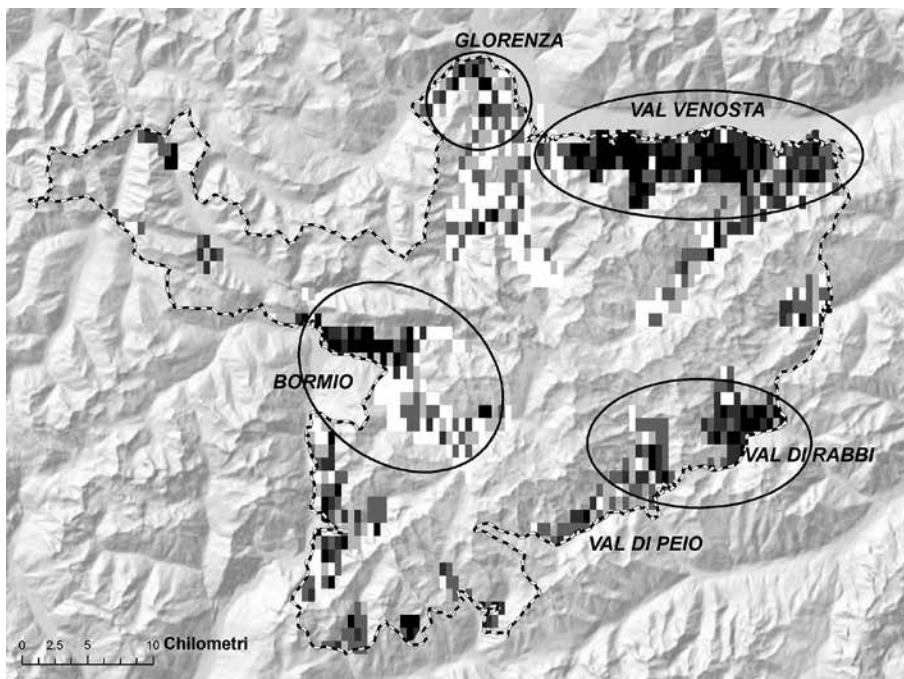 GLORENZA
VAL VENOSTA
BORMIO
VAL DI RABBI
VAL DI PEIO
0 2.5 5 10 Chilometri